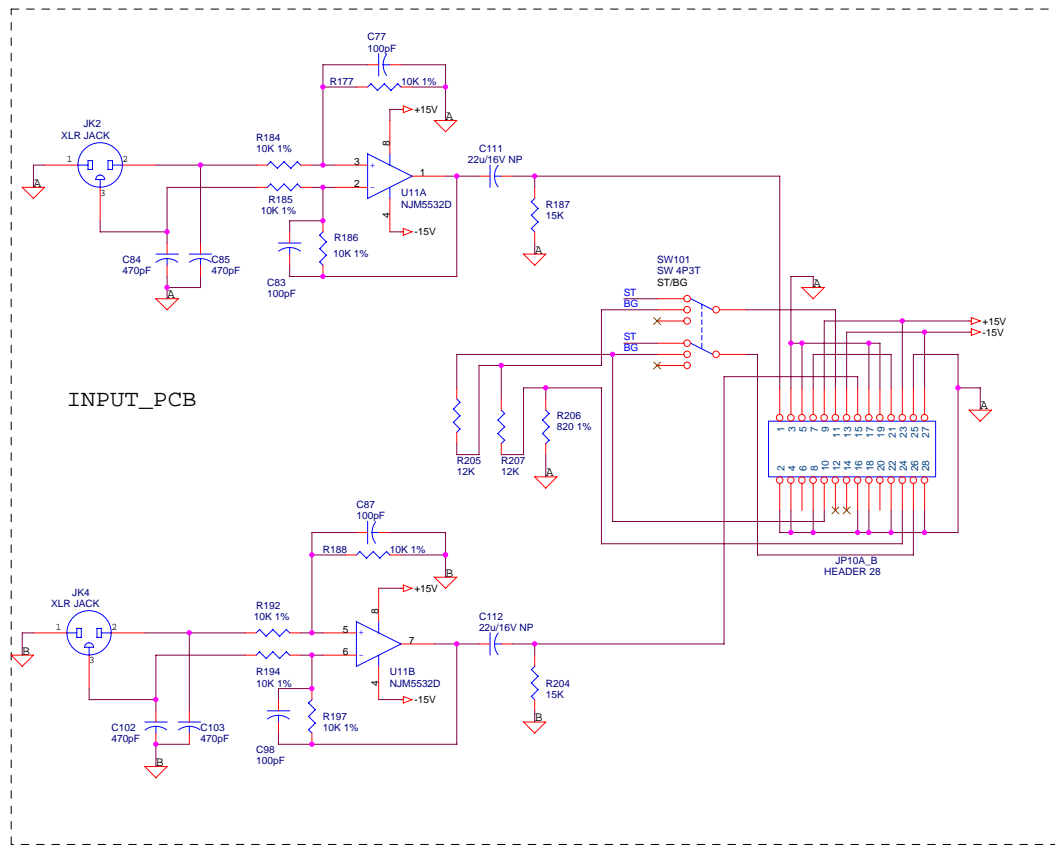 C77
100pF
R177
10K 1%
+15V
A
JK2
XLR JACK
R184
10K 1%
8
C111
22u/16V NP
1
2
3
3
+
2
-
1
A
R185
10K 1%
U11A
NJM5532D
4
-15V
R187
15K
R186
10K 1%
C84
470pF
C85
470pF
C83
100pF
A
A
SW101
SW 4P3T
ST/BG
A
ST
BG
+15V
-15V
ST
BG
INPUT_PCB
A
R206
820 1%
R205
12K
R207
12K
A
1
3
5
7
9
11
13
15
17
19
21
23
25
27
2
4
6
8
10
12
14
16
18
20
22
24
26
28
JP10A_B
HEADER 28
C87
100pF
R188
10K 1%
B
+15V
JK4
XLR JACK
R192
10K 1%
8
C112
22u/16V NP
1
2
3
5
+
6
-
7
B
R194
10K 1%
U11B
NJM5532D
4
-15V
R204
15K
R197
10K 1%
C102
470pF
C103
470pF
C98
100pF
B
B